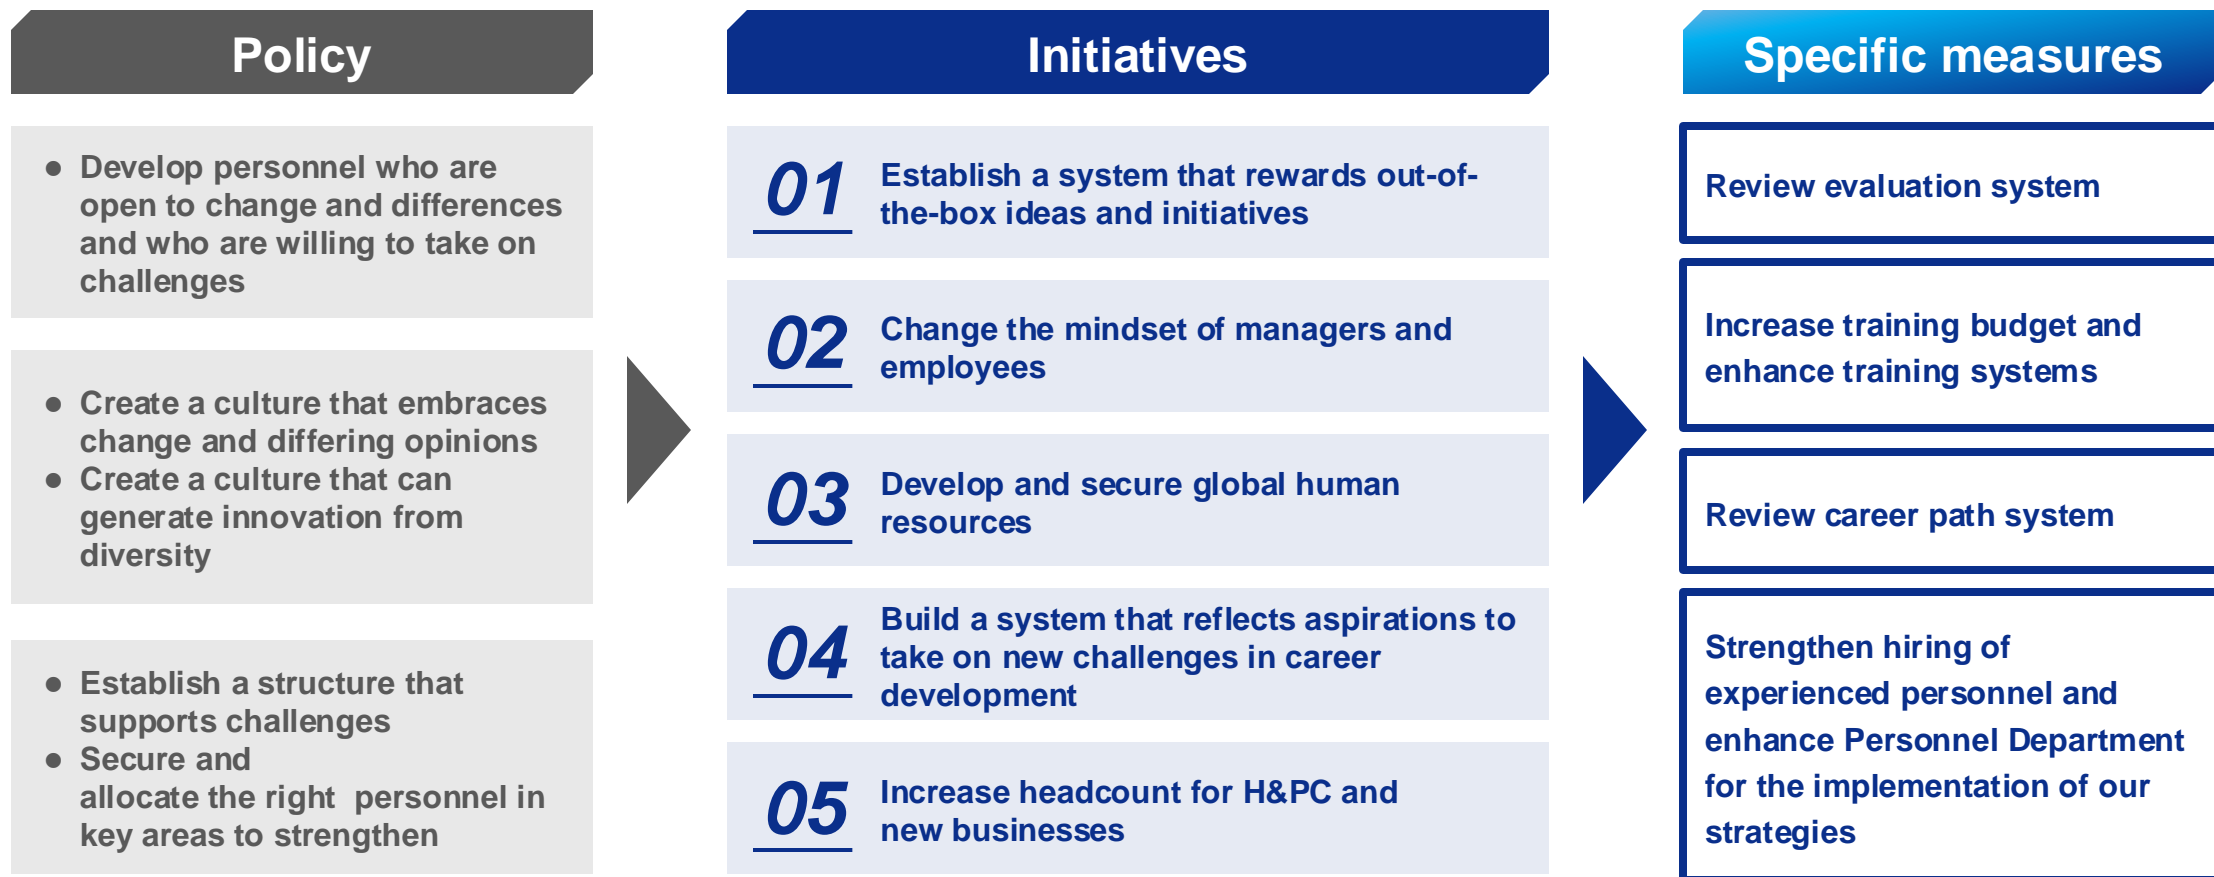 Policy
● Develop personnel who are
open to change and differences
and who are willing to take on
challenges
● Create a culture that embraces
change and differing opinions
● Create a culture that can
generate innovation from
diversity
● Establish a structure that
supports challenges
● Secure and
allocate the right personnel in
key areas to strengthen
Initiatives
01
Establish a system that rewards out-of-
the-box ideas and initiatives
02
Change the mindset of managers and
employees
03
Develop and secure global human
resources
04
Build a system that reflects aspirations to
take on new challenges in career
development
05
Increase headcount for H&PC and
new businesses
Specific measures
Review evaluation system
Increase training budget and
enhance training systems
Review career path system
Strengthen hiring of
experienced personnel and
enhance Personnel Department
for the implementation of our
strategies